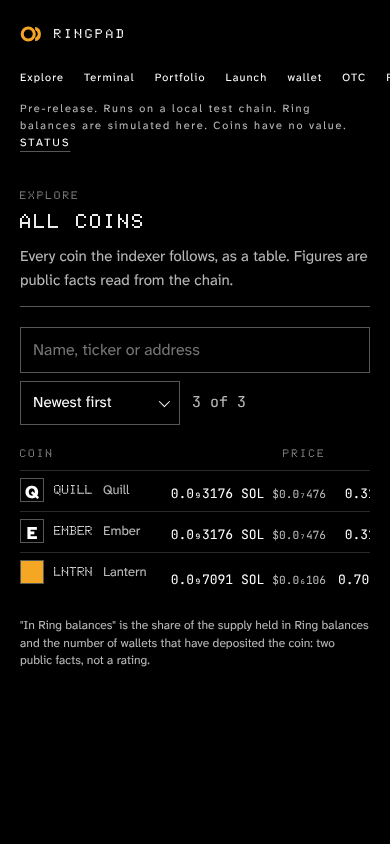 RINGPAD
Explore Terminal Portfolio Launch wallet OTC
Pre-release. Runs on a local test chain. Ring
balances are simulated here. Coins have no value.
STATUS
EXPLORE
ALL COINS
Every coin the indexer follows, as a table. Figures are
public facts read from the chain.
Name, ticker or address
Newest first 3 of 3
COIN PRICE
Q QUILL Quill 0.0₉3176 SOL $0.0₇476 0.31
E EMBER Ember 0.0₉3176 SOL $0.0₇476 0.31
LNTRN Lantern 0.0₉7091 SOL $0.0₆106 0.70
"In Ring balances" is the share of the supply held in Ring balances
and the number of wallets that have deposited the coin: two
public facts, not a rating.